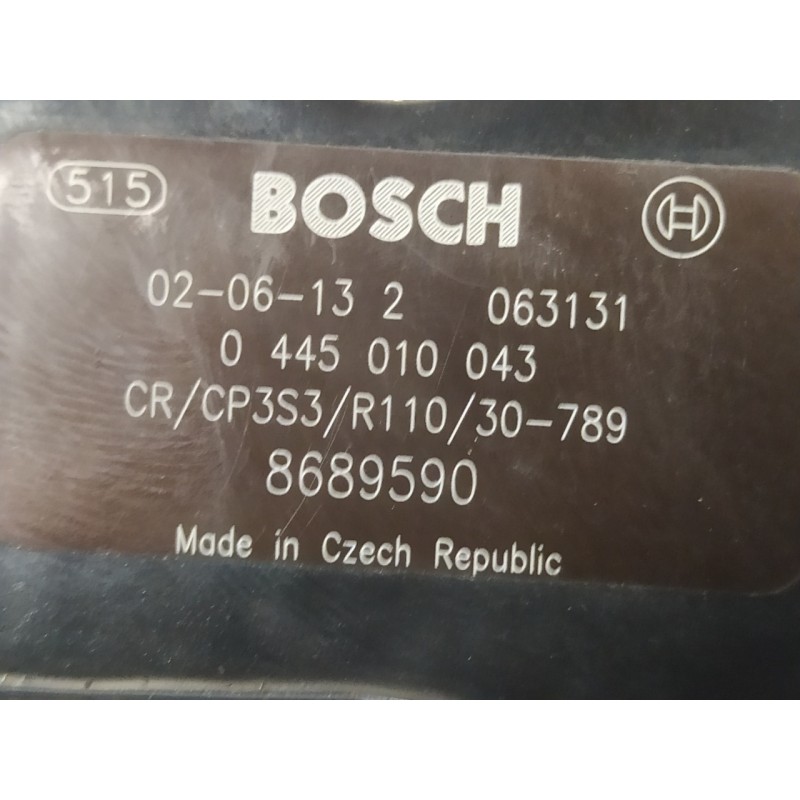 515 BOSCH
02-06-13 2 063131
0 445 010 043
CR/CP3S3/R110/30-789
8689590
Made in Czech Republic